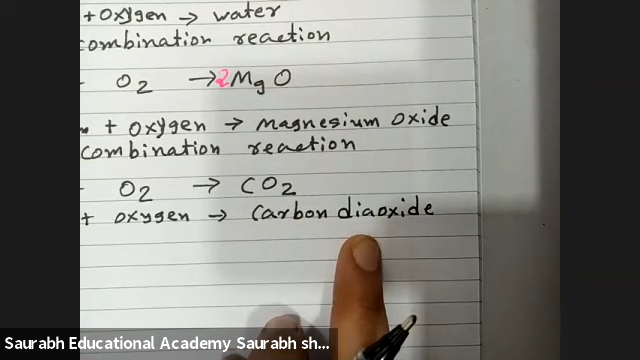 + Oxygen → water
combination reaction
O2 → 2MgO
+ oxygen → magnesium oxide
combination reaction
O2 → CO2
+ oxygen → Carbon diaoxide
Saurabh Educational Academy Saurabh sh...